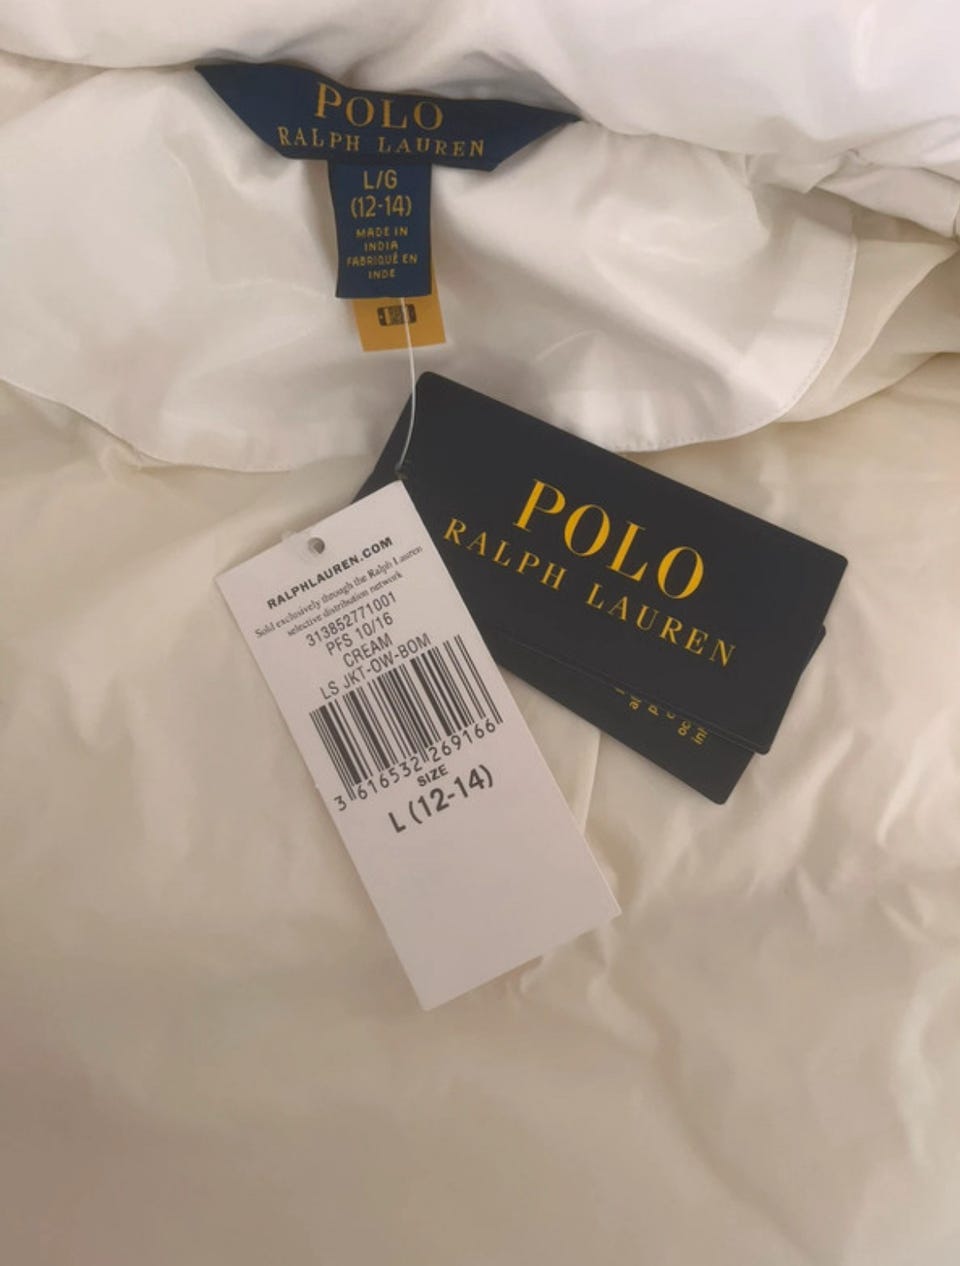 POLO
RALPH LAUREN
L/G
(12-14)
MADE IN
INDIA
FABRIQUÉ EN
INDE
POLO
RALPH LAUREN
RALPHLAUREN.COM
Sold exclusively through the Ralph Lauren
selective distribution network
313852771001
PFS 10/16
CREAM
LS JKT-OW-BOM
3 616532 269166
SIZE
L (12-14)